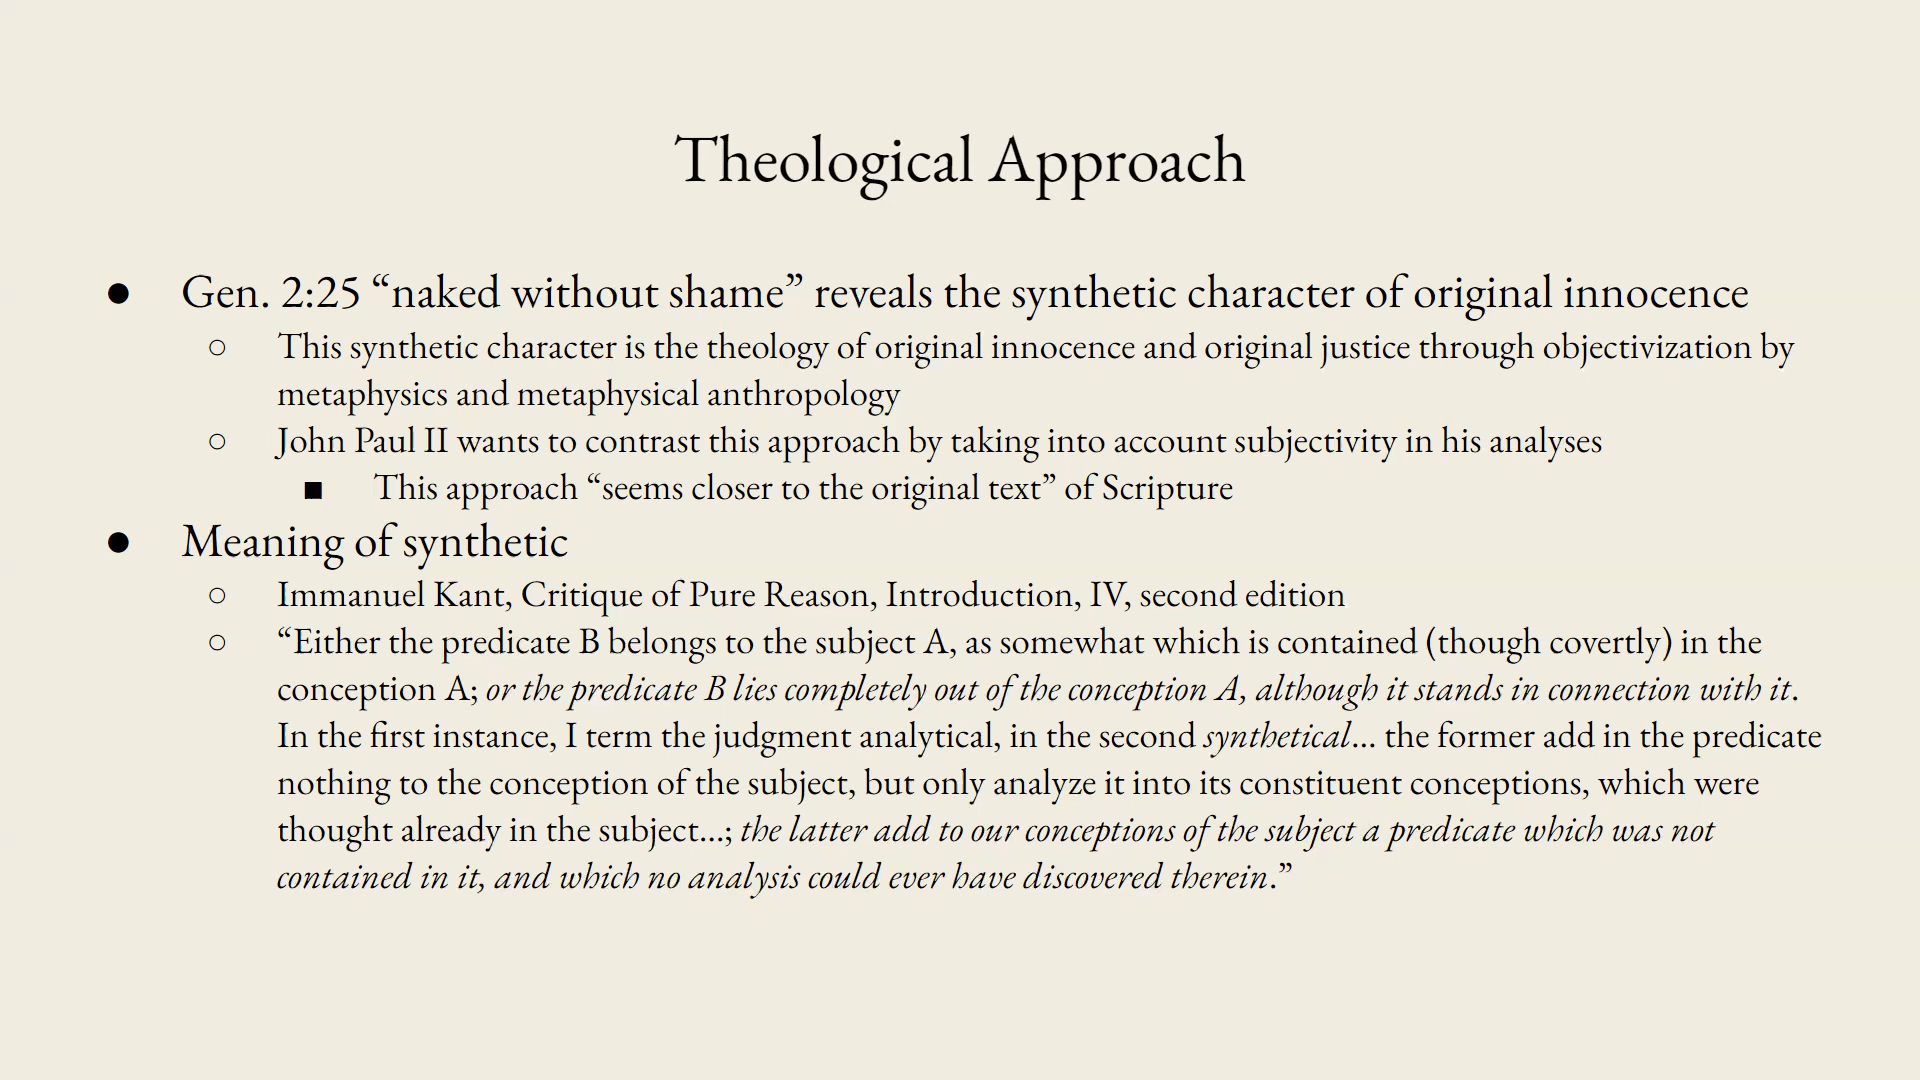 Theological Approach
● Gen. 2:25 “naked without shame” reveals the synthetic character of original innocence
○ This synthetic character is the theology of original innocence and original justice through objectivization by
metaphysics and metaphysical anthropology
○ John Paul II wants to contrast this approach by taking into account subjectivity in his analyses
■ This approach “seems closer to the original text” of Scripture
● Meaning of synthetic
○ Immanuel Kant, Critique of Pure Reason, Introduction, IV, second edition
○ “Either the predicate B belongs to the subject A, as somewhat which is contained (though covertly) in the
conception A; or the predicate B lies completely out of the conception A, although it stands in connection with it.
In the first instance, I term the judgment analytical, in the second synthetical… the former add in the predicate
nothing to the conception of the subject, but only analyze it into its constituent conceptions, which were
thought already in the subject…; the latter add to our conceptions of the subject a predicate which was not
contained in it, and which no analysis could ever have discovered therein.”